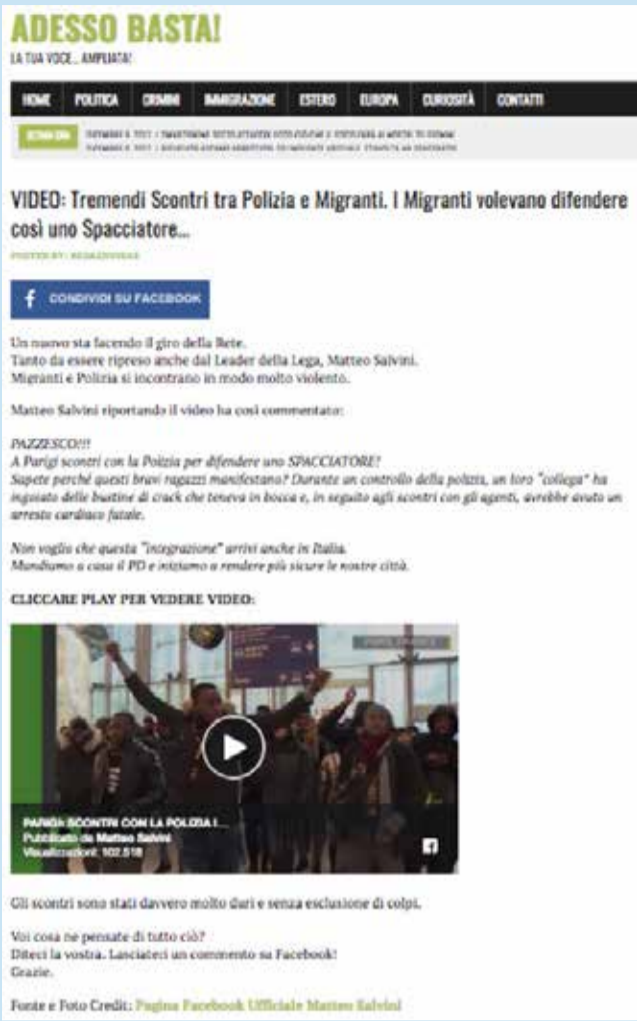 ADESSO BASTA!
LA TUA VOCE... AMPLIATA!
HOME POLITICA CRIMINI IMMIGRAZIONE ESTERO EUROPA CURIOSITÀ CONTATTI
VIDEO: Tremendi Scontri tra Polizia e Migranti. I Migranti volevano difendere
così uno Spacciatore...
POSTED BY:
CONDIVIDI SU FACEBOOK
Un nuovo sta facendo il giro della Rete.
Tanto da essere ripreso anche dal Leader della Lega, Matteo Salvini.
Migranti e Polizia si incontrano in modo molto violento.
Matteo Salvini riportando il video ha così commentato:
PAZZESCO!!!
A Parigi scontri con la Polizia per difendere uno SPACCIATORE!
Sapete perché questi bravi ragazzi manifestano? Durante un controllo della polizia, un loro "collega" ha
ingoiato delle bustine di crack che teneva in bocca e, in seguito agli scontri con gli agenti, avrebbe avuto un
arresto cardiaco fatale.
Non voglio che questa "integrazione" arrivi anche in Italia.
Mandiamo a casa il PD e iniziamo a rendere più sicure le nostre città.
CLICCARE PLAY PER VEDERE VIDEO:
PARIGI: SCONTRI CON LA POLIZIA I...
Pubblicato da Matteo Salvini
Visualizzazioni: 102.518
Gli scontri sono stati davvero molto duri e senza esclusione di colpi.
Voi cosa ne pensate di tutto ciò?
Diteci la vostra. Lasciateci un commento su Facebook!
Grazie.
Fonte e Foto Credit: Pagina Facebook Ufficiale Matteo Salvini